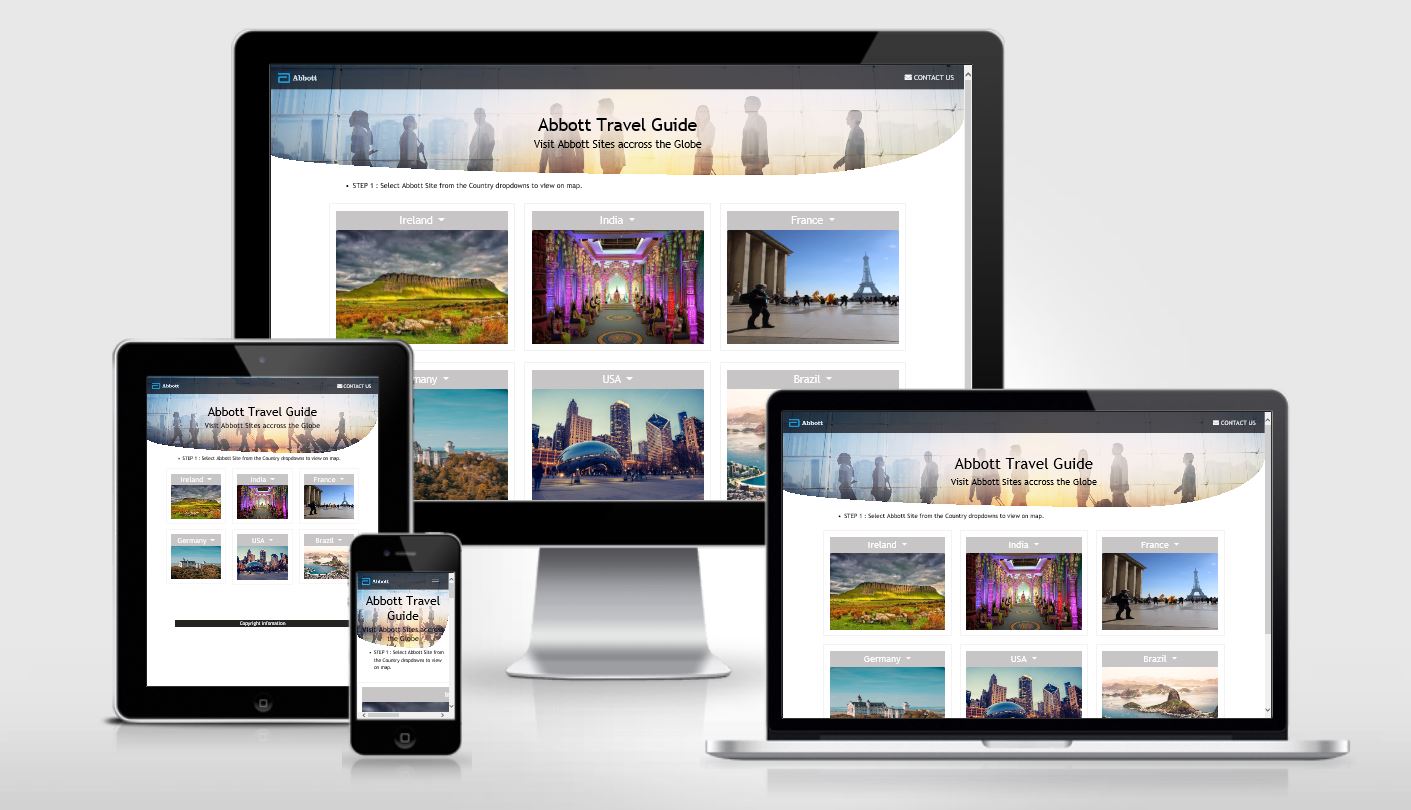 Abbott
CONTACT US
Abbott Travel Guide
Visit Abbott Sites accross the Globe
• STEP 1 : Select Abbott Site from the Country dropdowns to view on map.
Ireland
India
France
many
USA
Brazil
Abbott
CONTACT US
Abbott Travel Guide
Visit Abbott Sites accross the Globe
• STEP 1 : Select Abbott Site from the Country dropdowns to view on map.
Ireland
India
France
Germany
USA
Brazil
Copyright Infomation
Abbott
Abbott Travel
Guide
Visit Abbott Sites accross
the Globe
• STEP 1 : Select Abbott Site from
the Country dropdowns to view
on map.
Abbott
CONTACT US
Abbott Travel Guide
Visit Abbott Sites accross the Globe
• STEP 1 : Select Abbott Site from the Country dropdowns to view on map.
Ireland
India
France
Germany
USA
Brazil